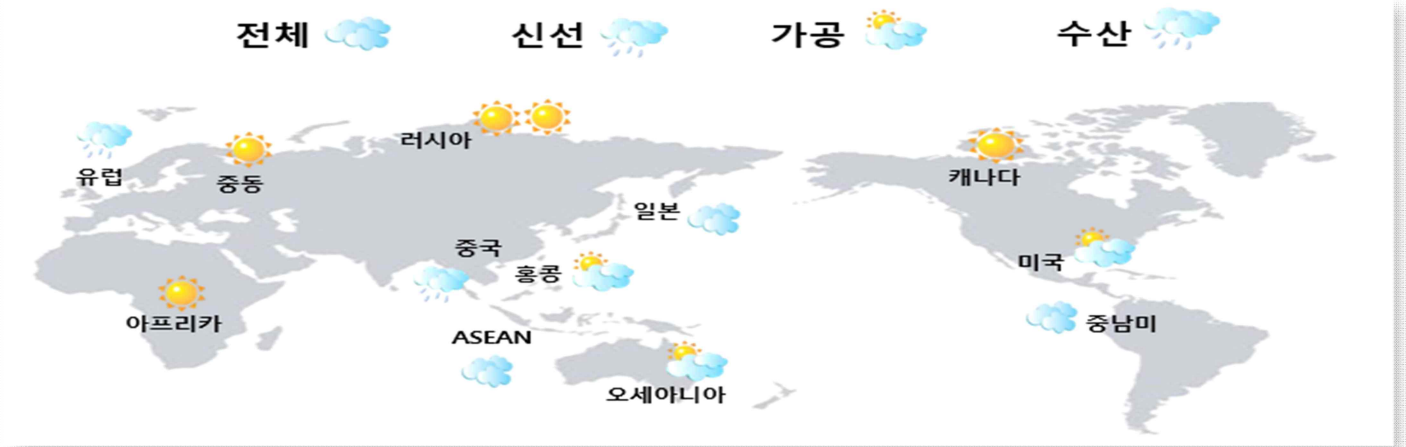 전체 신선 가공 수산
러시아
유럽
중동
캐나다
일본
중국
홍콩
미국
아프리카
중남미
ASEAN
오세아니아